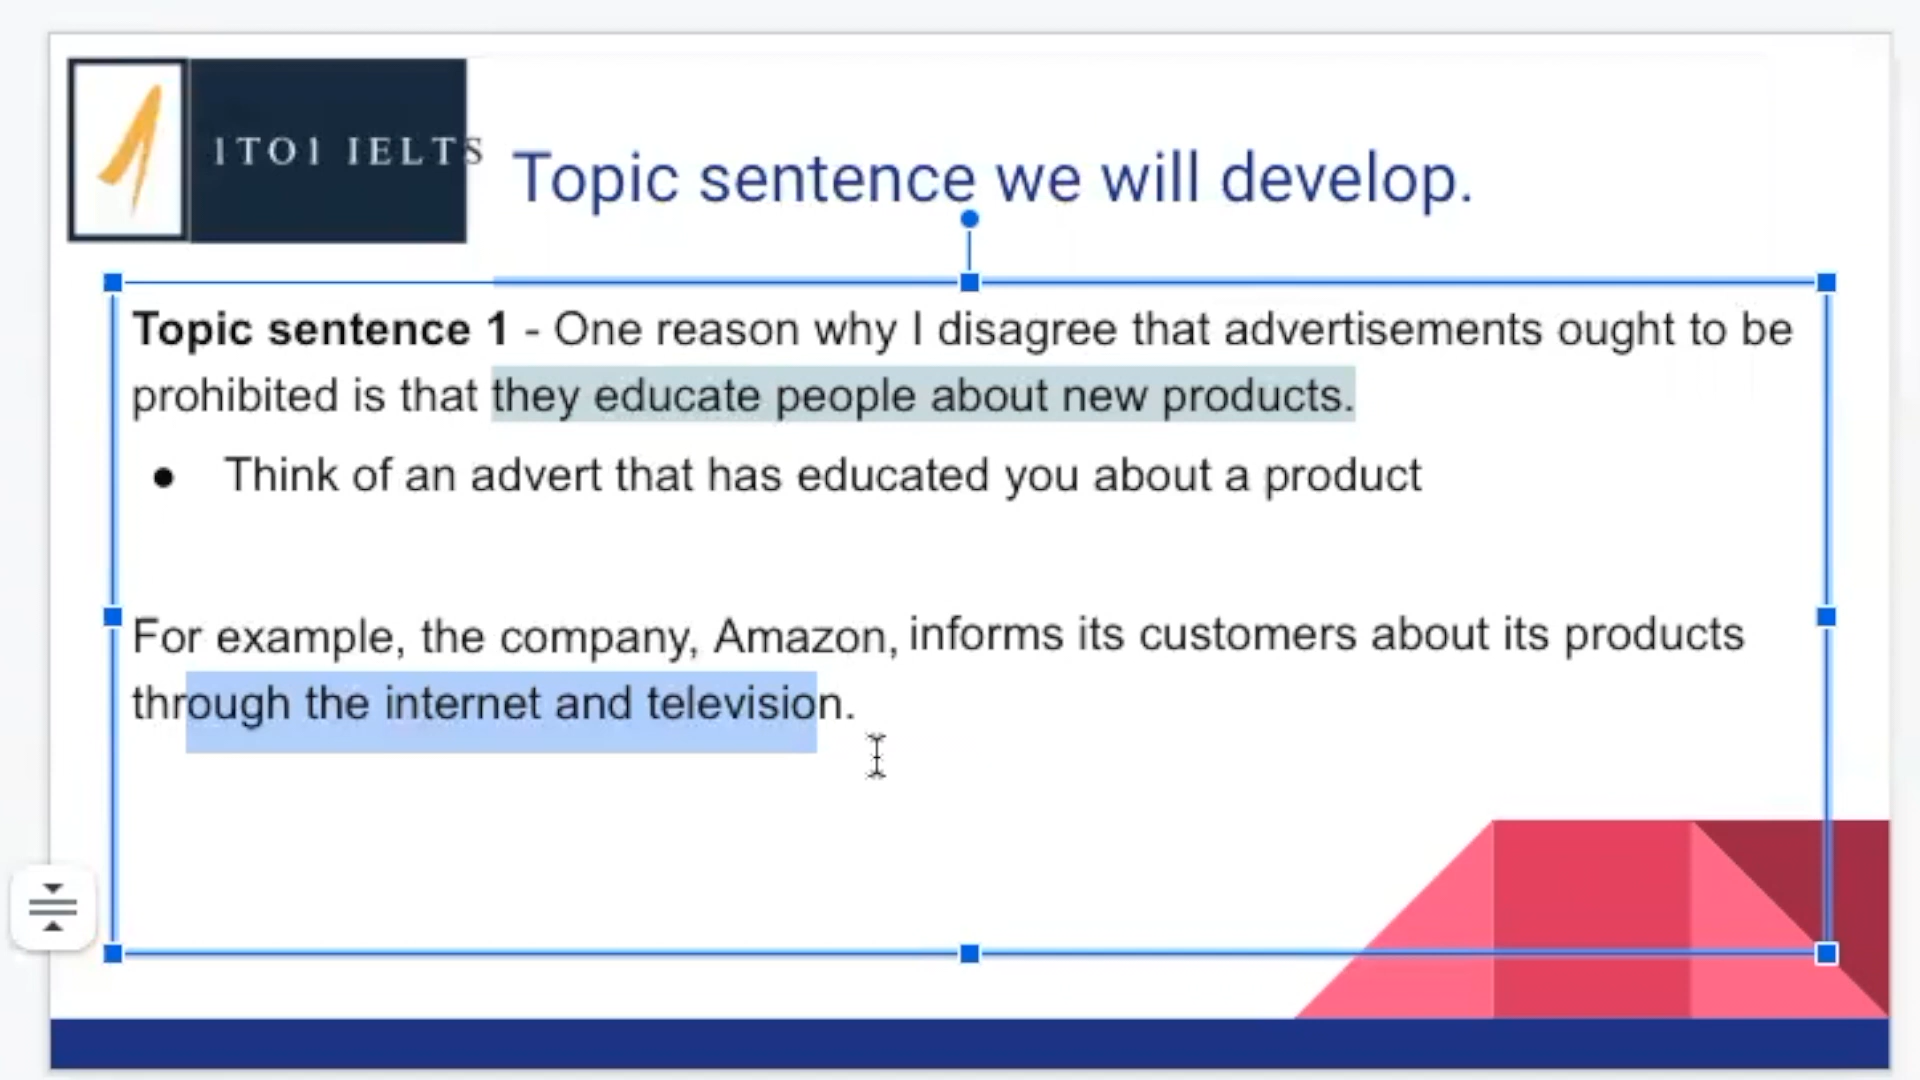 1TO1 IELTS
Topic sentence we will develop.
Topic sentence 1 - One reason why I disagree that advertisements ought to be
prohibited is that they educate people about new products.
● Think of an advert that has educated you about a product
For example, the company, Amazon, informs its customers about its products
through the internet and television.